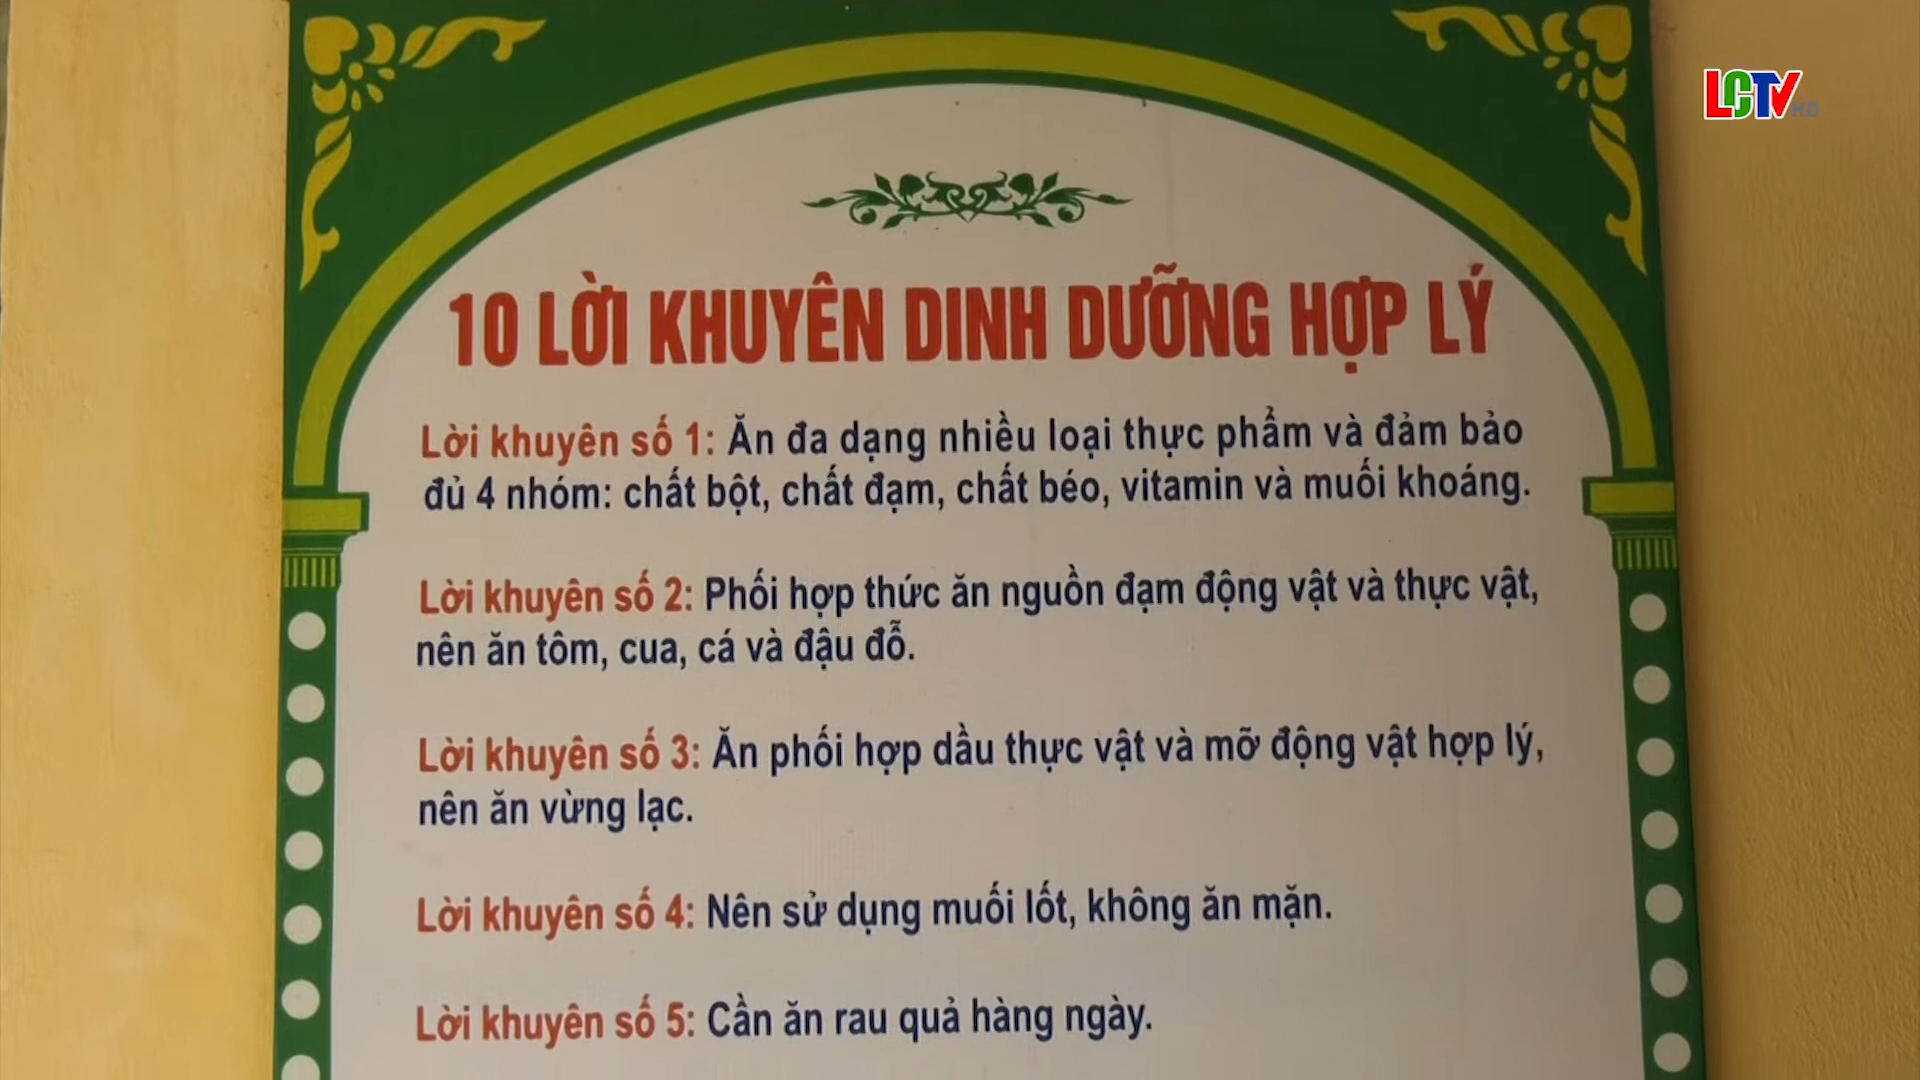 LCTV HD
10 LỜI KHUYÊN DINH DƯỠNG HỢP LÝ
Lời khuyên số 1: Ăn đa dạng nhiều loại thực phẩm và đảm bảo
đủ 4 nhóm: chất bột, chất đạm, chất béo, vitamin và muối khoáng.
Lời khuyên số 2: Phối hợp thức ăn nguồn đạm động vật và thực vật,
nên ăn tôm, cua, cá và đậu đỗ.
Lời khuyên số 3: Ăn phối hợp dầu thực vật và mỡ động vật hợp lý,
nên ăn vừng lạc.
Lời khuyên số 4: Nên sử dụng muối lốt, không ăn mặn.
Lời khuyên số 5: Cần ăn rau quả hàng ngày.